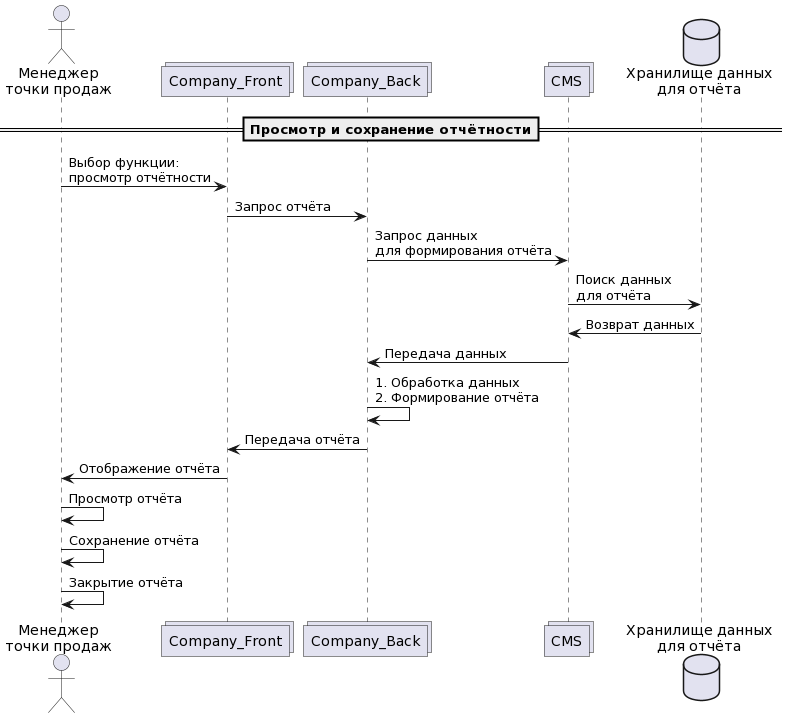 Менеджер
точки продаж
Company_Front
Company_Back
CMS
Хранилище данных
для отчёта
Просмотр и сохранение отчётности
Выбор функции:
просмотр отчётности
Запрос отчёта
Запрос данных
для формирования отчёта
Поиск данных
для отчёта
Возврат данных
Передача данных
1. Обработка данных
2. Формирование отчёта
Передача отчёта
Отображение отчёта
Просмотр отчёта
Сохранение отчёта
Закрытие отчёта
Менеджер
точки продаж
Company_Front
Company_Back
CMS
Хранилище данных
для отчёта